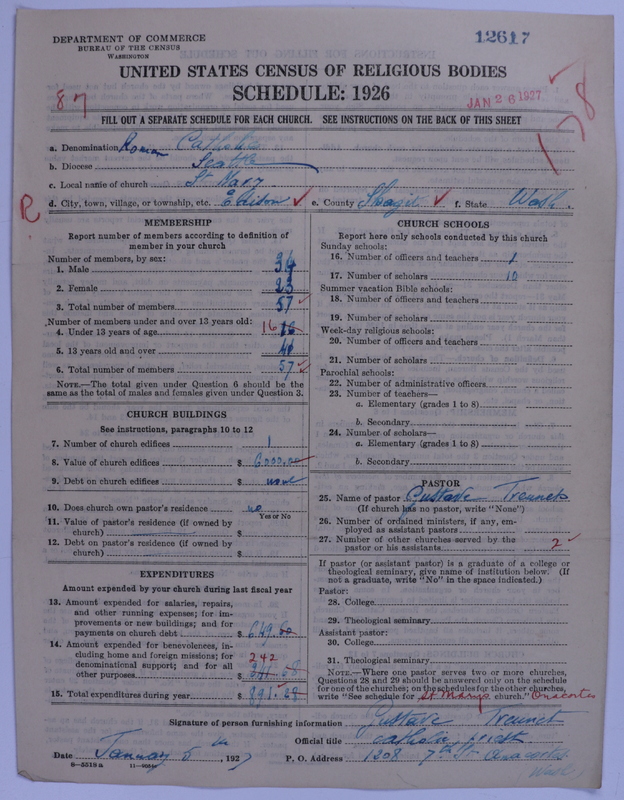 DEPARTMENT OF COMMERCE
BUREAU OF THE CENSUS
WASHINGTON
12617
UNITED STATES CENSUS OF RELIGIOUS BODIES
SCHEDULE: 1926
87
JAN 26 1927
178
FILL OUT A SEPARATE SCHEDULE FOR EACH CHURCH. SEE INSTRUCTIONS ON THE BACK OF THIS SHEET
a. Denomination Roman Catholic
b. Diocese Seattle
c. Local name of church St Mary
R
d. City, town, village, or township, etc. Edison e. County Skagit f. State Wash.
MEMBERSHIP
Report number of members according to definition of
member in your church
Number of members, by sex:
1. Male 34
2. Female 23
3. Total number of members 57
Number of members under and over 13 years old:
4. Under 13 years of age 16 16
5. 13 years old and over 41
6. Total number of members 57
NOTE.—The total given under Question 6 should be the
same as the total of males and females given under Question 3.
CHURCH BUILDINGS
See instructions, paragraphs 10 to 12
7. Number of church edifices 1
8. Value of church edifices $ 6000.00
9. Debt on church edifices $ none
10. Does church own pastor's residence no
Yes or No
11. Value of pastor's residence (if owned by
church) $
12. Debt on pastor's residence (if owned by
church) $
EXPENDITURES
Amount expended by your church during last fiscal year
13. Amount expended for salaries, repairs,
and other running expenses; for im-
provements or new buildings; and for
payments on church debt $ 649.
14. Amount expended for benevolences, in-
cluding home and foreign missions; for
denominational support; and for all
other purposes $ 242
15. Total expenditures during year $ 891.28
CHURCH SCHOOLS
Report here only schools conducted by this church
Sunday schools:
16. Number of officers and teachers 1
17. Number of scholars 10
Summer vacation Bible schools:
18. Number of officers and teachers
19. Number of scholars
Week-day religious schools:
20. Number of officers and teachers
21. Number of scholars
Parochial schools:
22. Number of administrative officers
23. Number of teachers—
a. Elementary (grades 1 to 8)
b. Secondary
24. Number of scholars—
a. Elementary (grades 1 to 8)
b. Secondary
PASTOR
25. Name of pastor Gustave Treunet
(If church has no pastor, write "None")
26. Number of ordained ministers, if any, em-
ployed as assistant pastors
27. Number of other churches served by the
pastor or his assistants 2
If pastor (or assistant pastor) is a graduate of a college or
theological seminary, give name of institution below. (If
not a graduate, write "No" in the space indicated.)
Pastor:
28. College
29. Theological seminary
Assistant pastor:
30. College
31. Theological seminary
NOTE.—Where one pastor serves two or more churches,
Questions 28 and 29 should be answered only on the schedule
for one of the churches; on the schedules for the other churches,
write "See schedule for St Marys church." Anacortes
Signature of person furnishing information Gustave Treunet
Official title catholic priest
Date January 5th, 1927 P. O. Address 1308 7th St Anacortes
Wash
8—5518a 11—9054